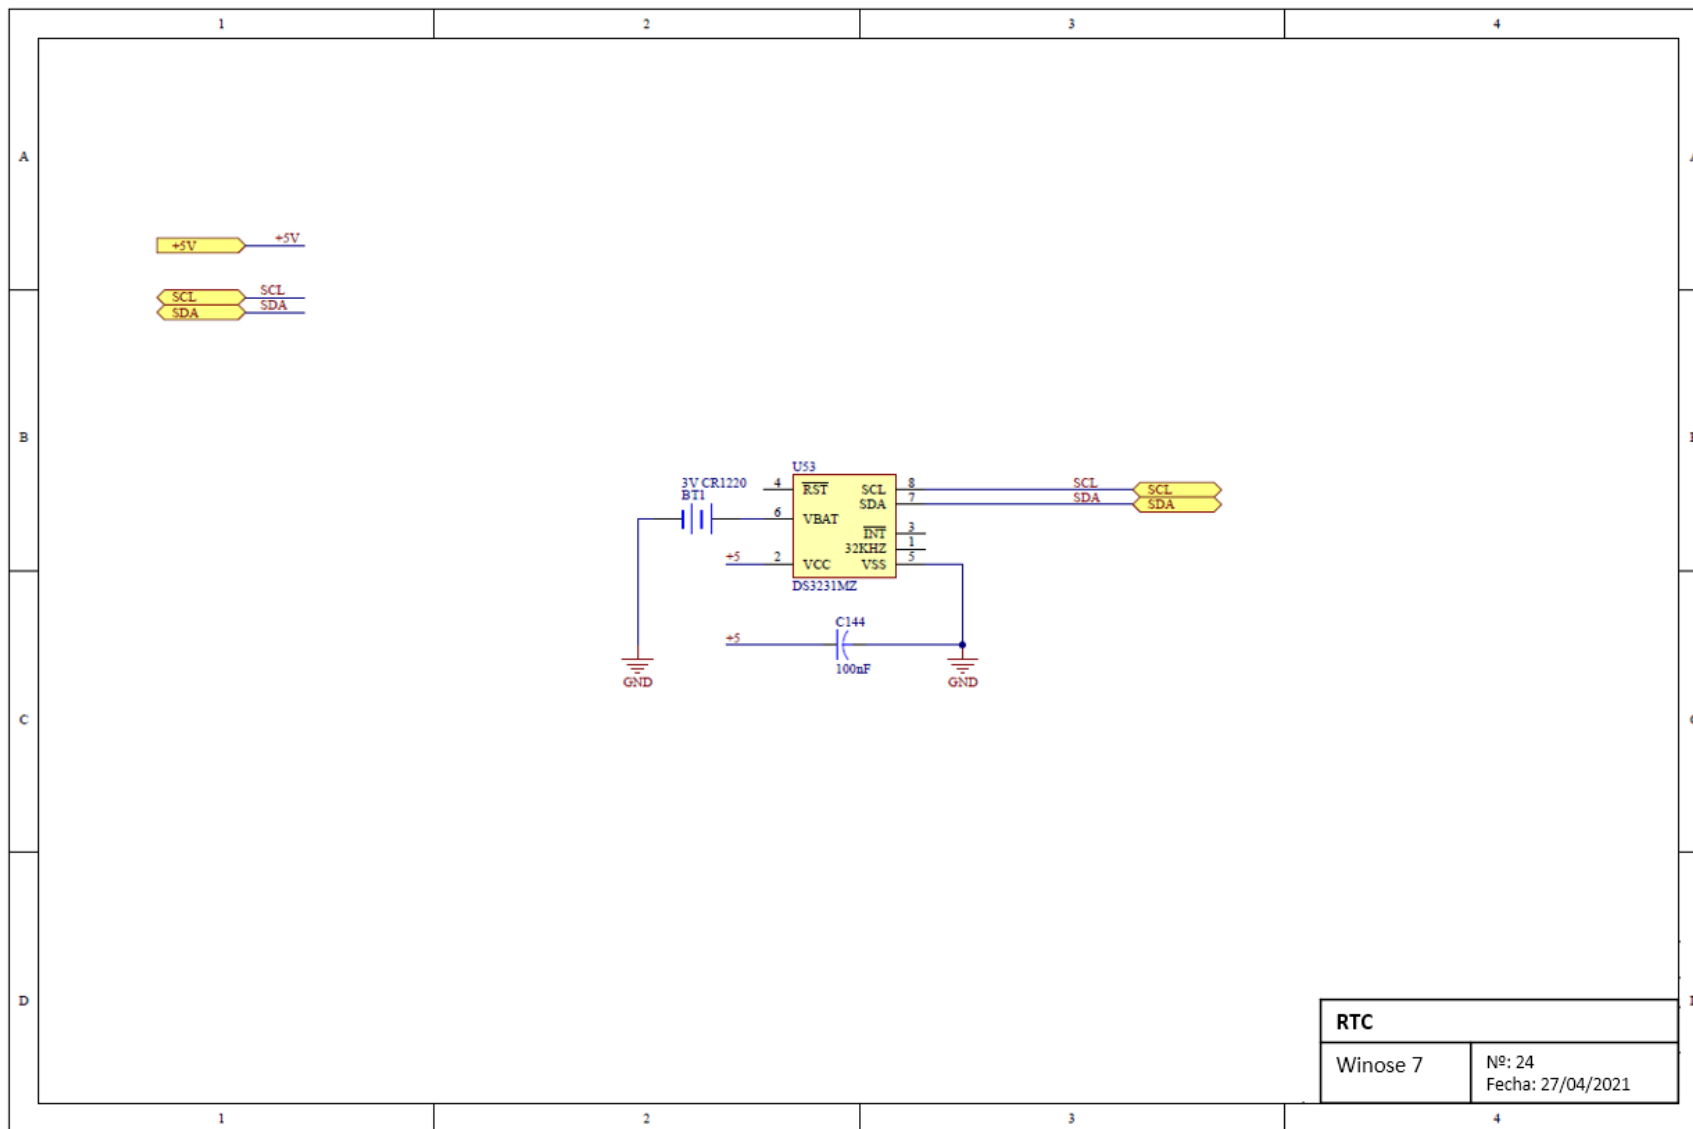 1 2 3 4
A A
+5V +5V
SCL SCL
SDA SDA
B
U53
3V CR1220
BT1
4 RST SCL 8 SCL SCL
SDA 7 SDA SDA
6 VBAT
INT 3
32KHZ 1
+5 2 VCC VSS 5
DS3231MZ
C144
+5
100nF
GND GND
C
D
RTC
Winose 7
Nº: 24
Fecha: 27/04/2021
1 2 3 4